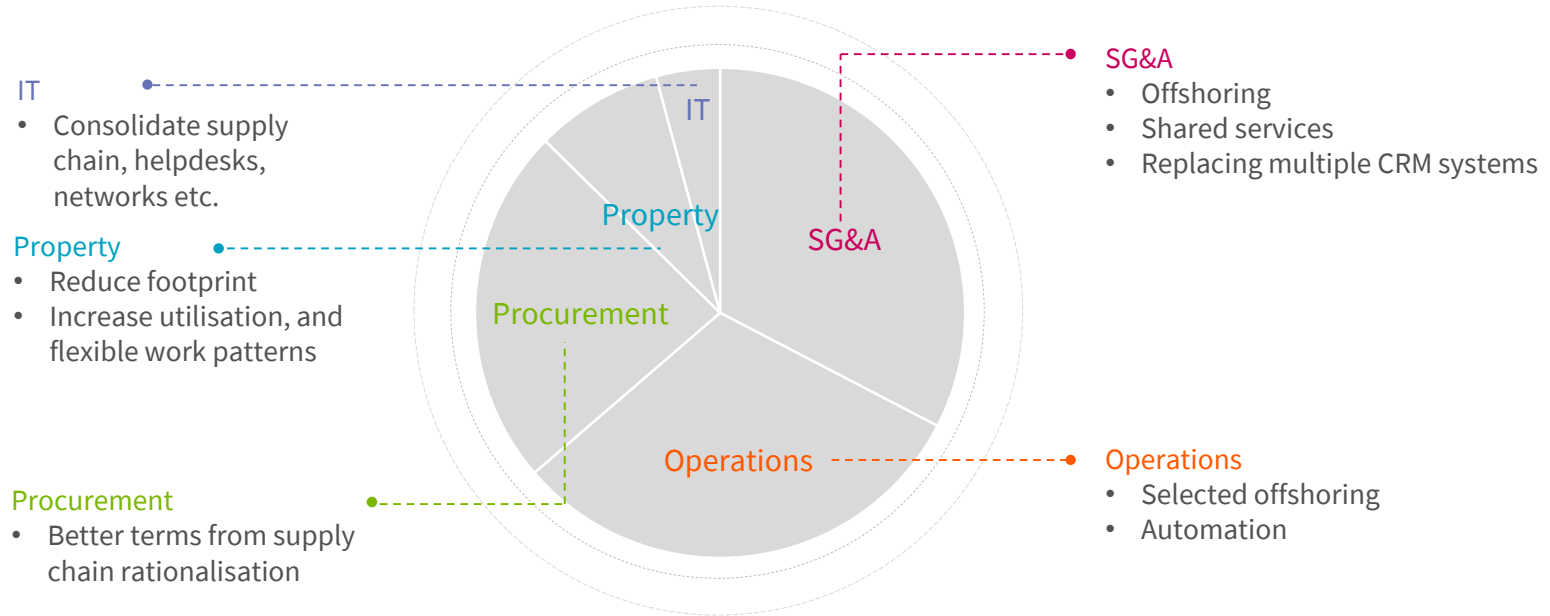 IT
• Consolidate supply
chain, helpdesks,
networks etc.
Property
• Reduce footprint
• Increase utilisation, and
flexible work patterns
Procurement
• Better terms from supply
chain rationalisation
IT
Property
SG&A
Procurement
Operations
SG&A
• Offshoring
• Shared services
• Replacing multiple CRM systems
Operations
• Selected offshoring
• Automation